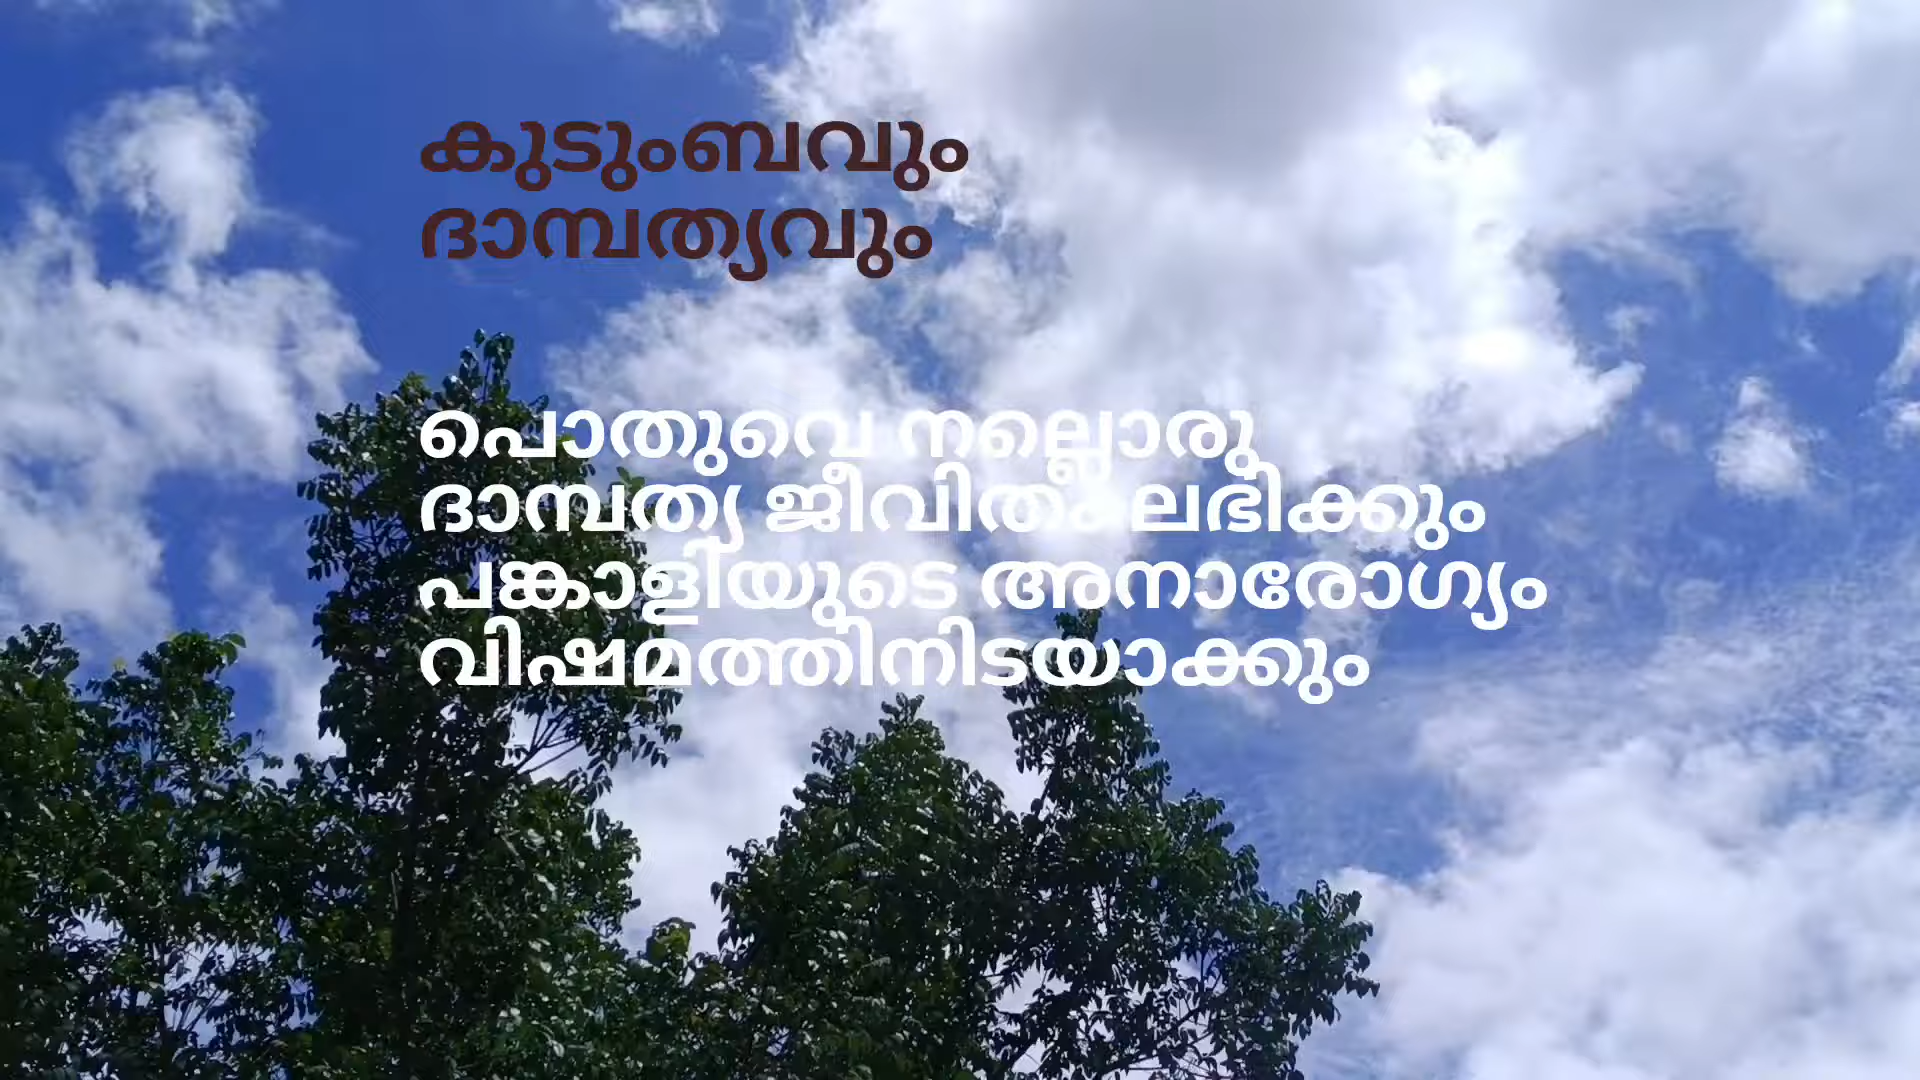 കുടുംബവും
ദാമ്പത്യവും
പൊതുവെ നല്ലൊരു
ദാമ്പത്യ ജീവിതം ലഭിക്കും
പങ്കാളിയുടെ അനാരോഗ്യം
വിഷമത്തിനിടയാക്കും